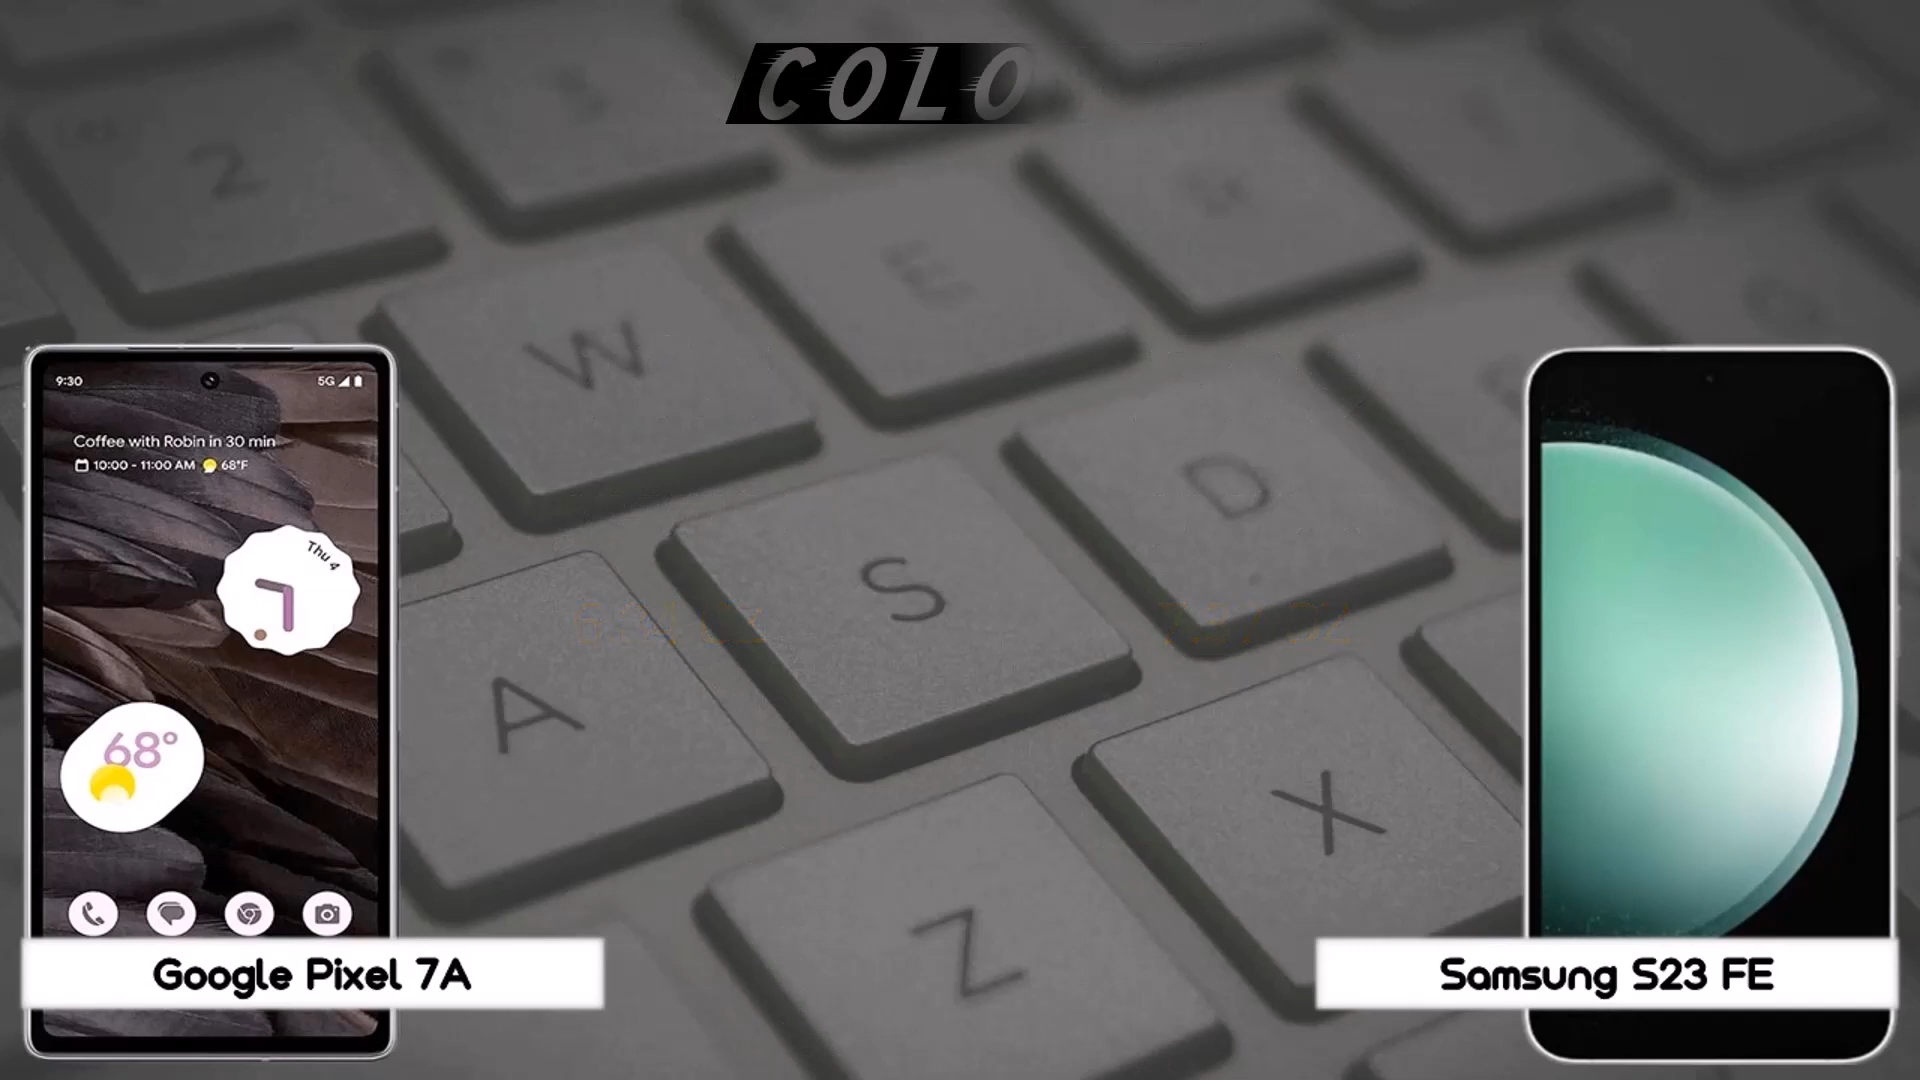 COLO
2
W
E
R
D
S
A
X
Z
9:30
5G
Coffee with Robin in 30 min
10:00 - 11:00 AM 68°F
Thu 4
68°
Google Pixel 7A
Samsung S23 FE